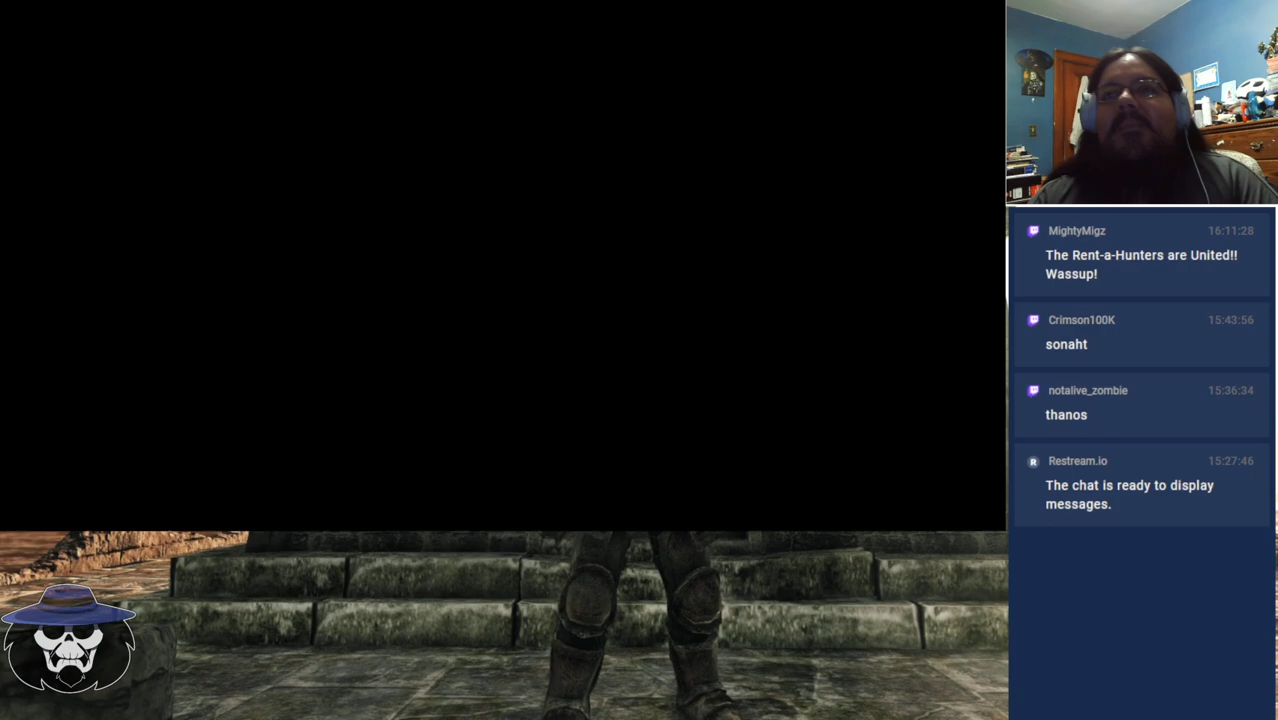 MightyMigz 16:11:28
The Rent-a-Hunters are United!!
Wassup!
Crimson100K 15:43:56
sonaht
notalive_zombie 15:36:34
thanos
R Restream.io 15:27:46
The chat is ready to display
messages.